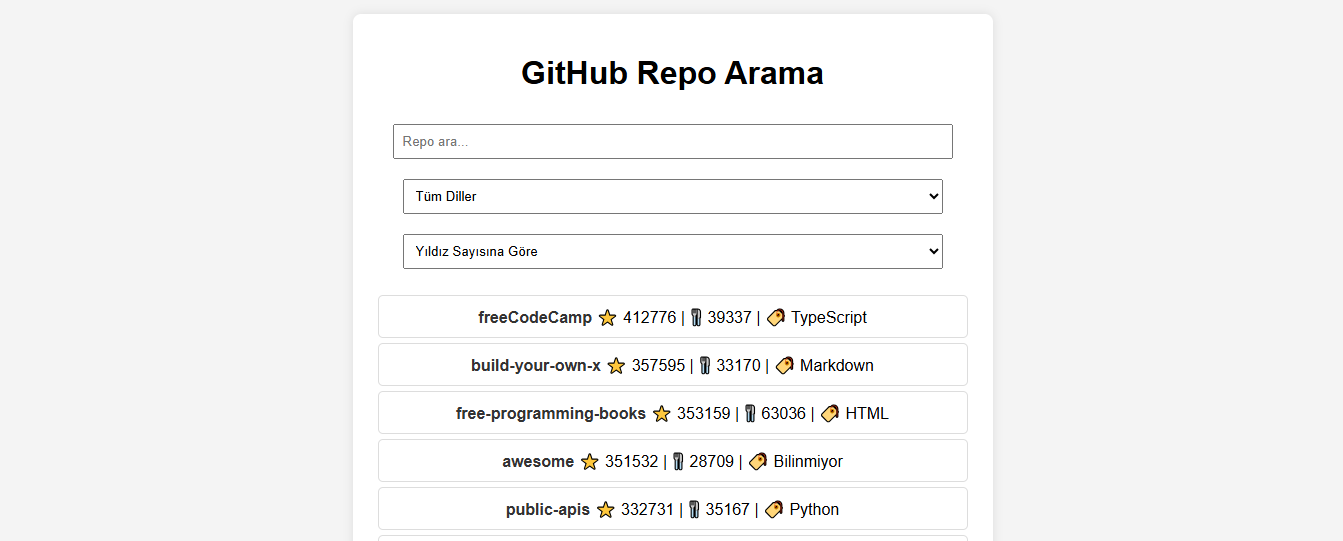 GitHub Repo Arama
Repo ara...
Tüm Diller
Yıldız Sayısına Göre
freeCodeCamp ⭐ 412776 | 🍴 39337 | 🏷️ TypeScript
build-your-own-x ⭐ 357595 | 🍴 33170 | 🏷️ Markdown
free-programming-books ⭐ 353159 | 🍴 63036 | 🏷️ HTML
awesome ⭐ 351532 | 🍴 28709 | 🏷️ Bilinmiyor
public-apis ⭐ 332731 | 🍴 35167 | 🏷️ Python